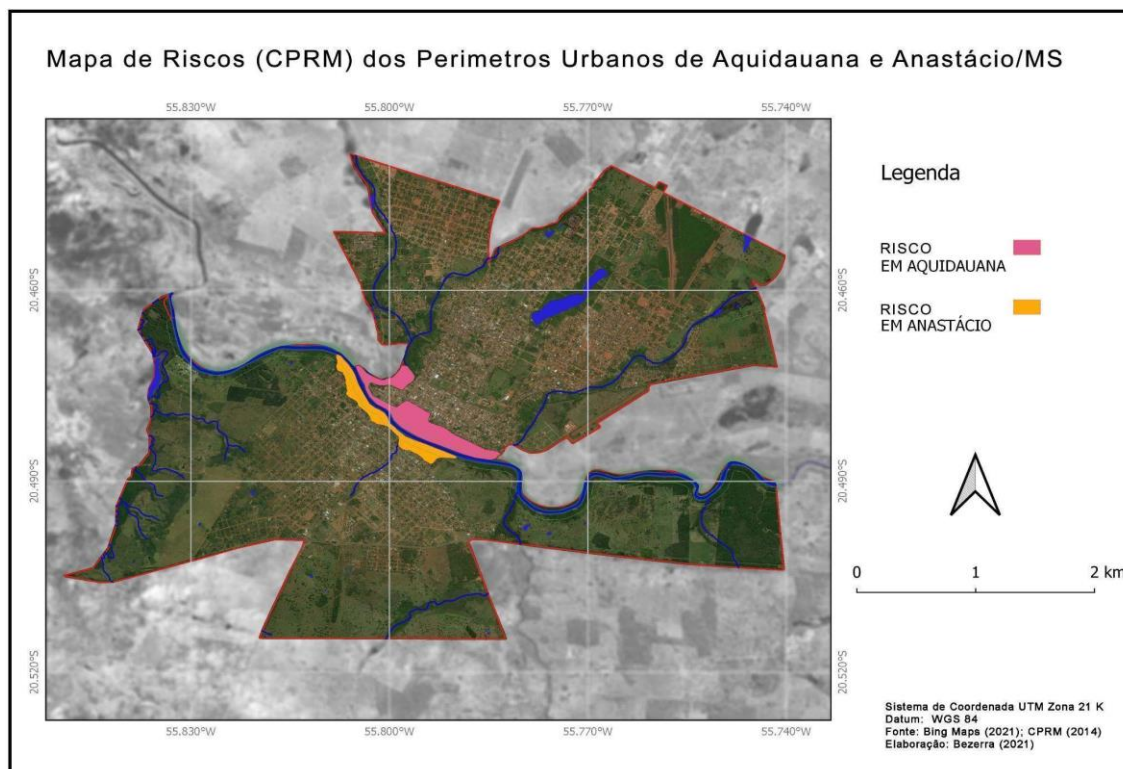 Mapa de Riscos (CPRM) dos Perimetros Urbanos de Aquidauana e Anastácio/MS
55.830°W 55.800°W 55.770°W 55.740°W
Legenda
RISCO
EM AQUIDAUANA
RISCO
EM ANASTÁCIO
20.460°S 20.460°S
20.490°S 20.490°S
20.520°S 20.520°S
55.830°W 55.800°W 55.770°W 55.740°W
0 1 2 km
Sistema de Coordenada UTM Zona 21 K
Datum: WGS 84
Fonte: Bing Maps (2021); CPRM (2014)
Elaboração: Bezerra (2021)